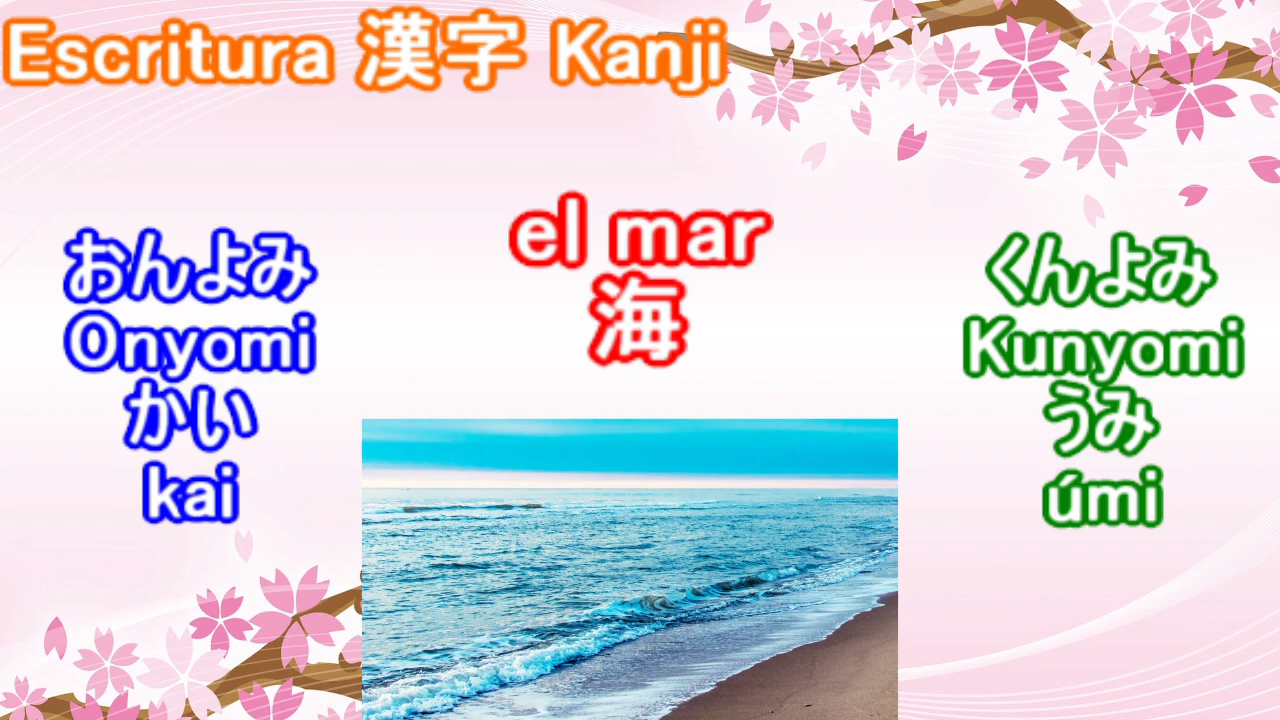 Escritura 漢字 Kanji
el mar
海
おんよみ
Onyomi
かい
kai
くんよみ
Kunyomi
うみ
úmi